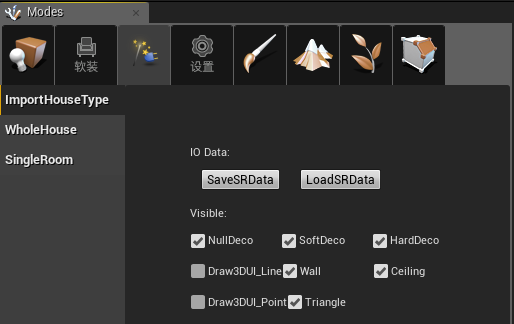 Modes
软装
设置
ImportHouseType
WholeHouse
SingleRoom
IO Data:
SaveSRData LoadSRData
Visible:
NullDeco SoftDeco HardDeco
Draw3DUI_Line Wall Ceiling
Draw3DUI_Point Triangle